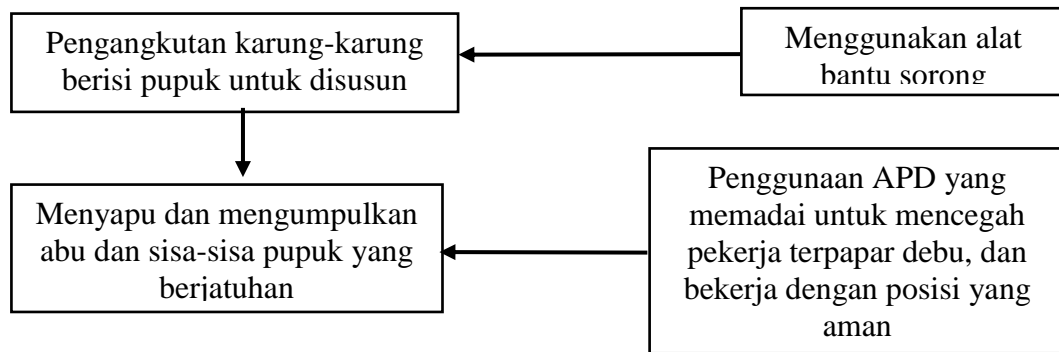 Pengangkutan karung-karung
berisi pupuk untuk disusun
Menggunakan alat
bantu sorong
Menyapu dan mengumpulkan
abu dan sisa-sisa pupuk yang
berjatuhan
Penggunaan APD yang
memadai untuk mencegah
pekerja terpapar debu, dan
bekerja dengan posisi yang
aman